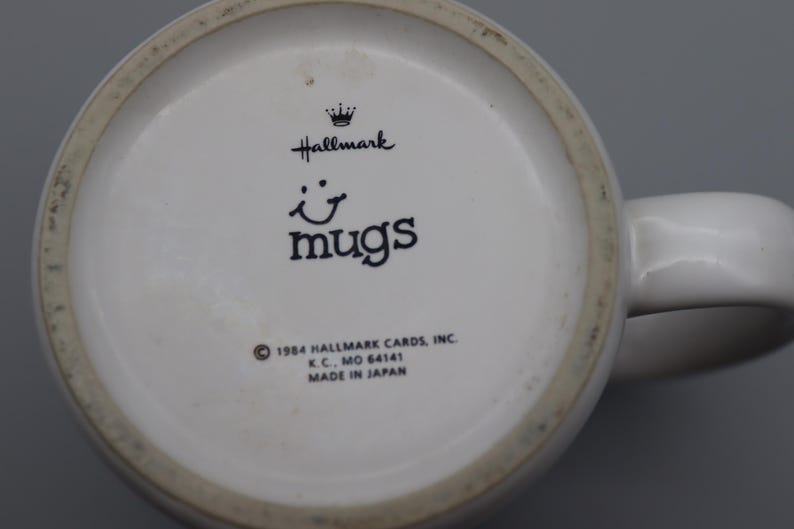 Hallmark
mugs
© 1984 HALLMARK CARDS, INC.
K.C., MO 64141
MADE IN JAPAN